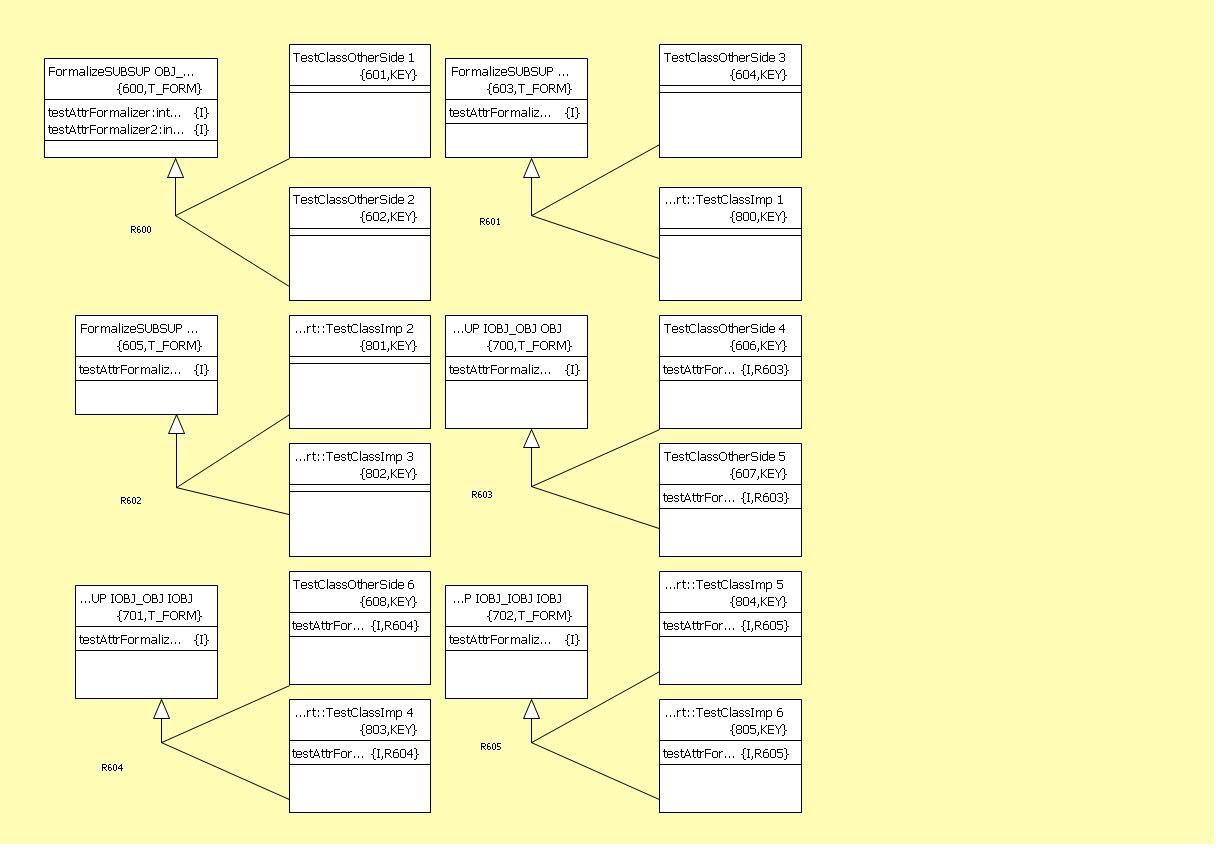 FormalizeSUBSUP OBJ_...
{600,T_FORM}
testAttrFormalizer:int... {I}
testAttrFormalizer2:in... {I}
TestClassOtherSide 1
{601,KEY}
TestClassOtherSide 2
{602,KEY}
R600
FormalizeSUBSUP ...
{603,T_FORM}
testAttrFormaliz... {I}
TestClassOtherSide 3
{604,KEY}
...rt::TestClassImp 1
{800,KEY}
R601
FormalizeSUBSUP ...
{605,T_FORM}
testAttrFormaliz... {I}
...rt::TestClassImp 2
{801,KEY}
...rt::TestClassImp 3
{802,KEY}
R602
...UP IOBJ_OBJ OBJ
{700,T_FORM}
testAttrFormaliz... {I}
TestClassOtherSide 4
{606,KEY}
testAttrFor... {I,R603}
TestClassOtherSide 5
{607,KEY}
testAttrFor... {I,R603}
R603
...UP IOBJ_OBJ IOBJ
{701,T_FORM}
testAttrFormaliz... {I}
TestClassOtherSide 6
{608,KEY}
testAttrFor... {I,R604}
...rt::TestClassImp 4
{803,KEY}
testAttrFor... {I,R604}
R604
...P IOBJ_IOBJ IOBJ
{702,T_FORM}
testAttrFormaliz... {I}
...rt::TestClassImp 5
{804,KEY}
testAttrFor... {I,R605}
...rt::TestClassImp 6
{805,KEY}
testAttrFor... {I,R605}
R605